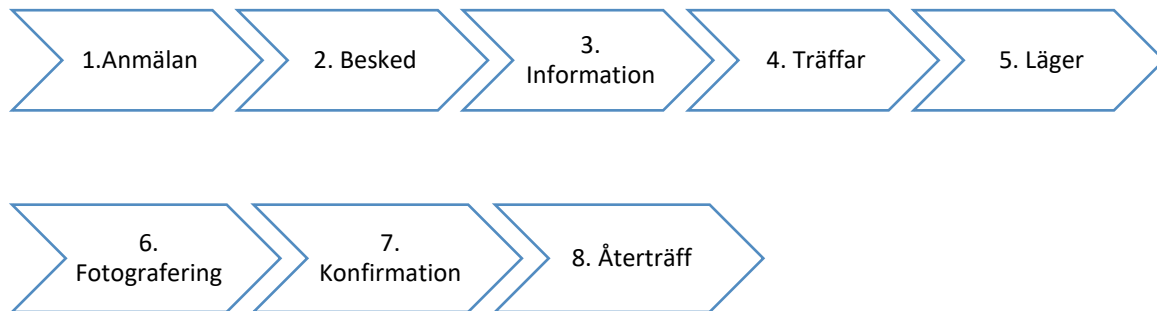 1.Anmälan
2. Besked
3.
Information
4. Träffar
5. Läger
6.
Fotografering
7.
Konfirmation
8. Återträff